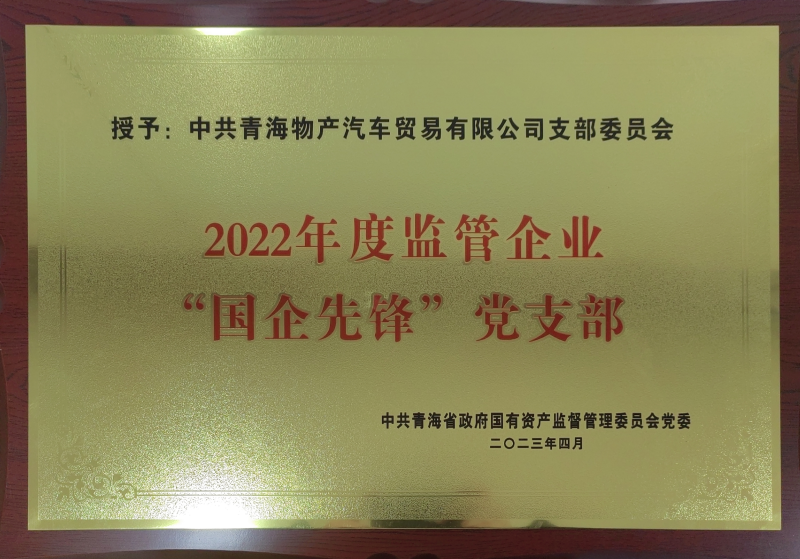 授予：中共青海物产汽车贸易有限公司支部委员会
2022年度监管企业
“国企先锋”党支部
中共青海省政府国有资产监督管理委员会党委
二〇二三年四月